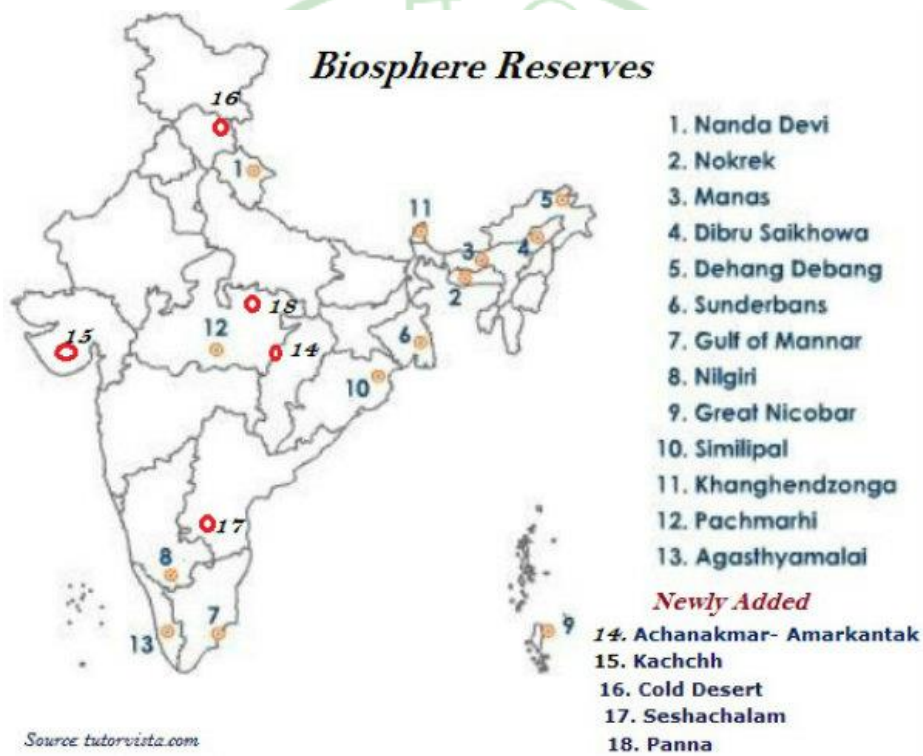 Biosphere Reserves
16
1
11
5
3
4
2
18
12
15
14
6
10
17
8
7
13
9
1. Nanda Devi
2. Nokrek
3. Manas
4. Dibru Saikhowa
5. Dehang Debang
6. Sunderbans
7. Gulf of Mannar
8. Nilgiri
9. Great Nicobar
10. Similipal
11. Khanghendzonga
12. Pachmarhi
13. Agasthyamalai
Newly Added
14. Achanakmar- Amarkantak
15. Kachchh
16. Cold Desert
17. Seshachalam
18. Panna
Source tutorvista.com